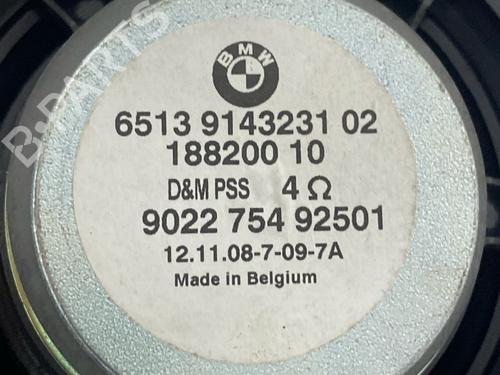 B-PARTS
BMW
6513 9143231 02
188200 10
D&M PSS 4 Ω
9022 754 92501
12.11.08-7-09-7A
Made in Belgium